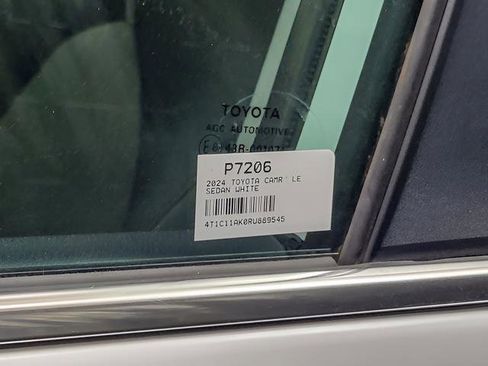 TOYOTA
AGC AUTOMOTIVE
P7206
2024 TOYOTA CAMR LE
SEDAN WHITE
4T1C11AK0RU889545